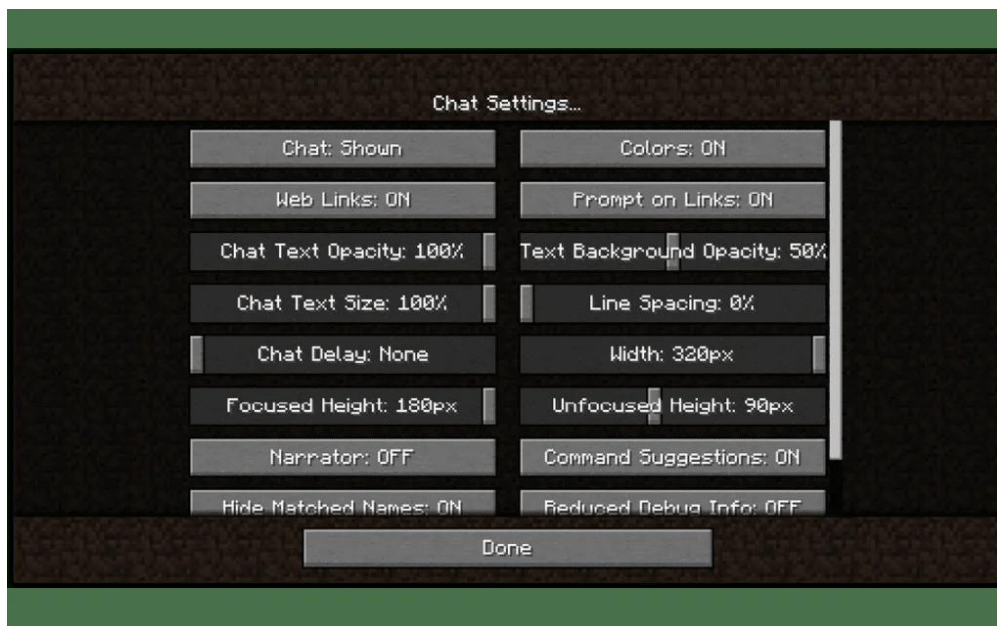 Chat Settings...
Chat: Shown
Colors: ON
Web Links: ON
Prompt on Links: ON
Chat Text Opacity: 100%
Text Background Opacity: 50%
Chat Text Size: 100%
Line Spacing: 0%
Chat Delay: None
Width: 320px
Focused Height: 180px
Unfocused Height: 90px
Narrator: OFF
Command Suggestions: ON
Hide Matched Names: ON
Reduced Debug Info: OFF
Done